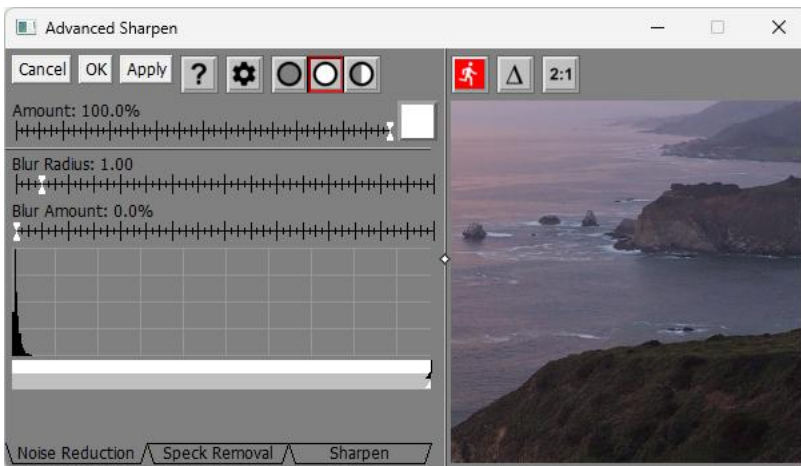 Advanced Sharpen
Cancel OK Apply ? Δ 2:1
Amount: 100.0%
Blur Radius: 1.00
Blur Amount: 0.0%
Noise Reduction Speck Removal Sharpen